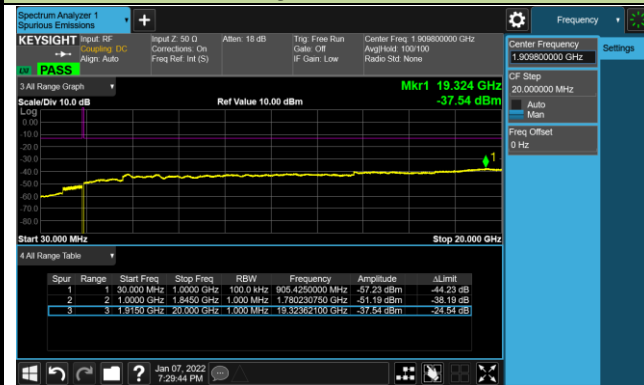 Spectrum Analyzer 1
Spurious Emissions
+
Frequency
Settings
KEYSIGHT
Input: RF
Coupling: DC
Align: Auto
Input Z: 50 Ω
Corrections: On
Freq Ref: Int (S)
Atten: 18 dB
Trig: Free Run
Gate: Off
IF Gain: Low
Center Freq: 1.909800000 GHz
Avg|Hold: 100/100
Radio Std: None
PASS
Center Frequency
1.909800000 GHz
CF Step
20.000000 MHz
Auto
Man
Freq Offset
0 Hz
3 All Range Graph
Mkr1 19.324 GHz
Scale/Div 10.0 dB
Ref Value 10.00 dBm
-37.54 dBm
Log
0.00
-10.0
-20.0
-30.0
-40.0
-50.0
-60.0
-70.0
-80.0
1
Start 30.000 MHz
Stop 20.000 GHz
4 All Range Table
Spur Range Start Freq Stop Freq RBW Frequency Amplitude ΔLimit
1 1 30.000 MHz 1.0000 GHz 100.0 kHz 905.4250000 MHz -57.23 dBm -44.23 dB
2 2 1.0000 GHz 1.8450 GHz 1.000 MHz 1.780230750 GHz -51.19 dBm -38.19 dB
3 3 1.9150 GHz 20.000 GHz 1.000 MHz 19.32362100 GHz -37.54 dBm -24.54 dB
?
Jan 07, 2022
7:29:44 PM